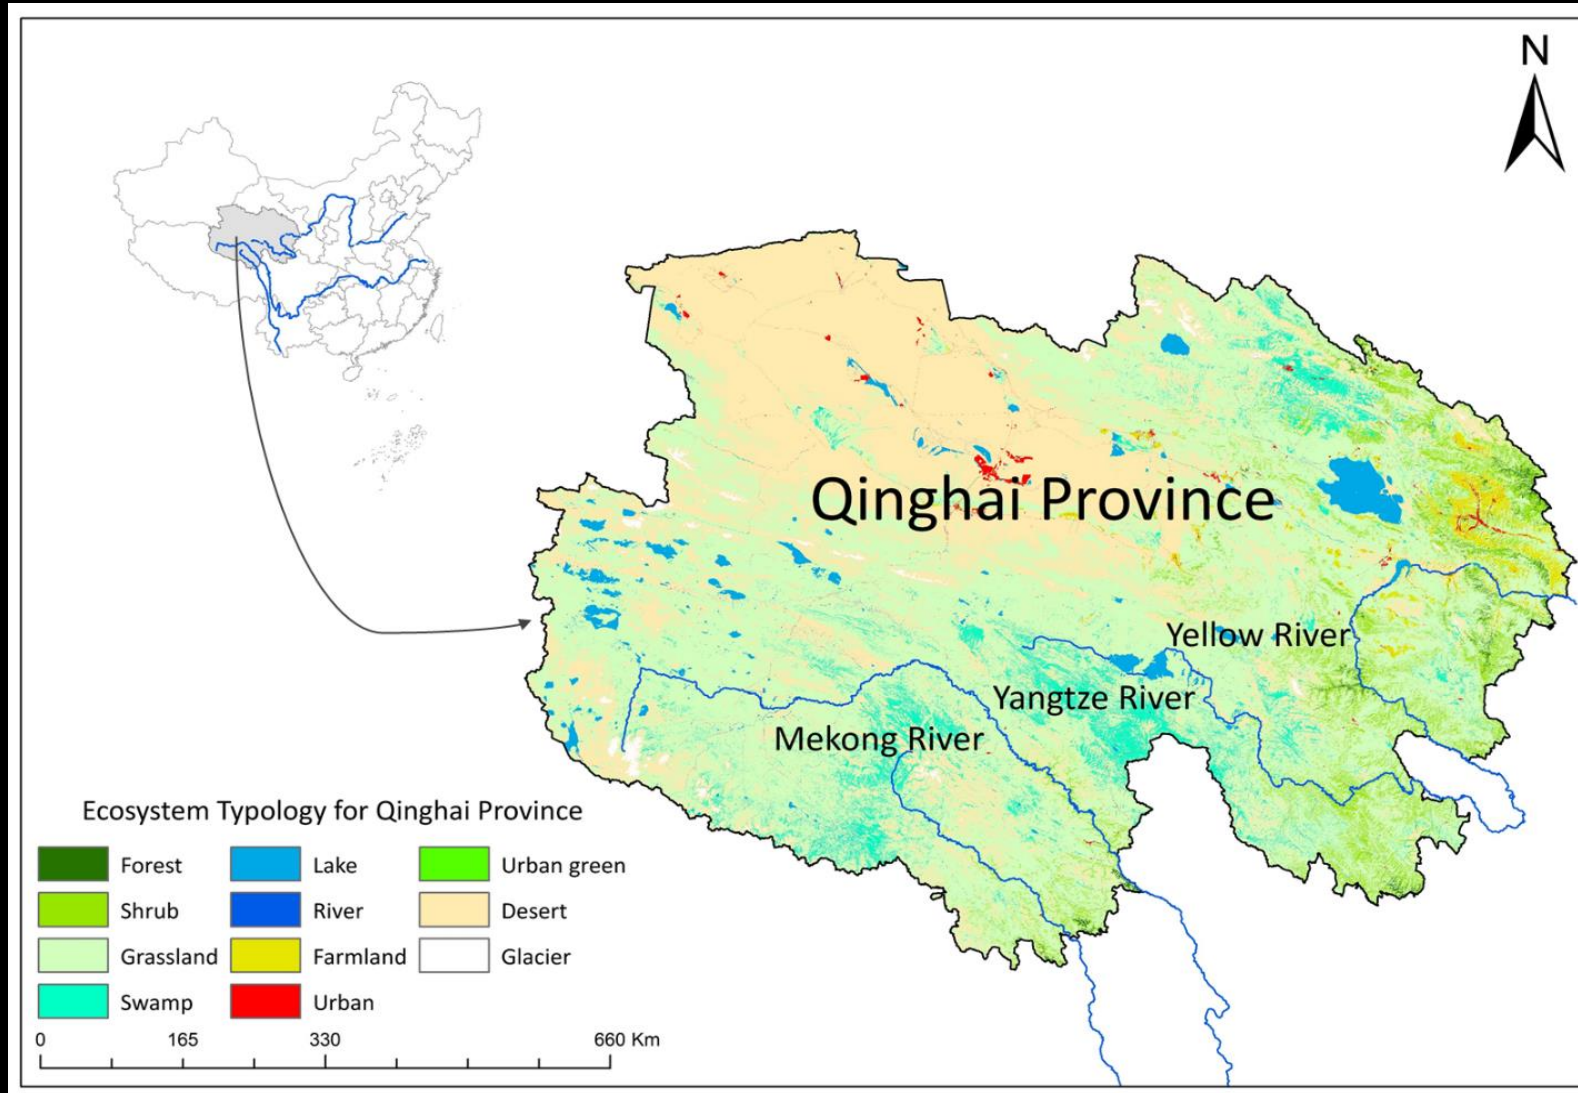 N
Qinghai Province
Yellow River
Yangtze River
Mekong River
Ecosystem Typology for Qinghai Province
Forest
Lake
Urban green
Shrub
River
Desert
Grassland
Farmland
Glacier
Swamp
Urban
0 165 330 660 Km